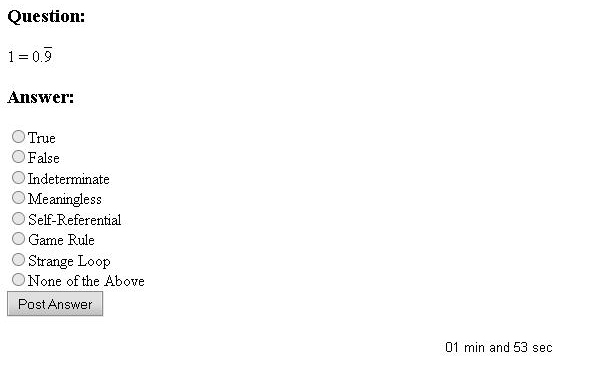 Question:
1 = 0.9̅
Answer:
True
False
Indeterminate
Meaningless
Self-Referential
Game Rule
Strange Loop
None of the Above
Post Answer
01 min and 53 sec